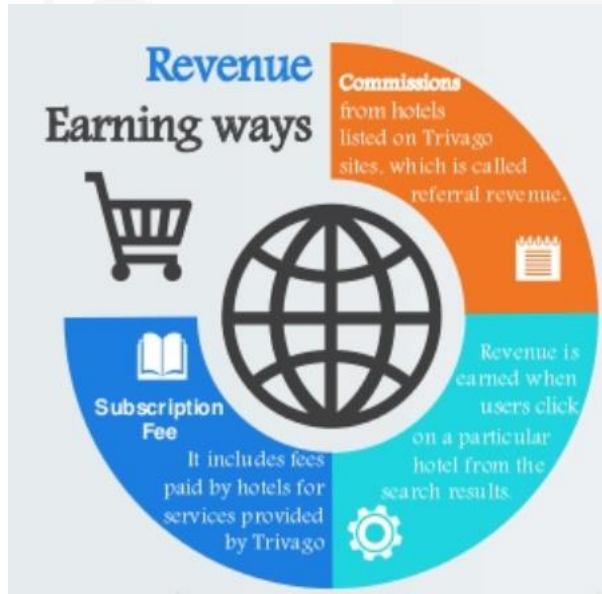 Revenue
Earning ways
Commissions
from hotels
listed on Trivago
sites, which is called
referral revenue.
Revenue is
earned when
users click
on a particular
hotel from the
search results.
Subscription
Fee
It includes fees
paid by hotels for
services provided
by Trivago